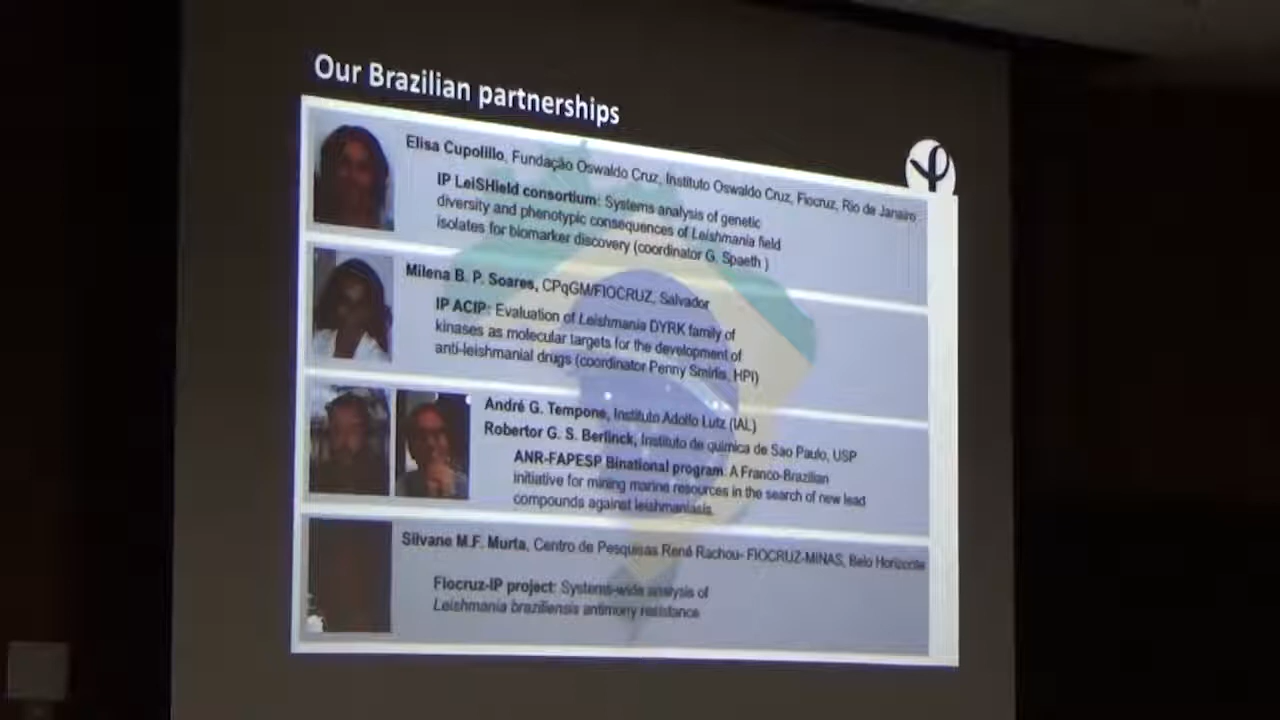 Our Brazilian partnerships
Elisa Cupolillo, Fundação Oswaldo Cruz, Instituto Oswaldo Cruz, Fiocruz, Rio de Janeiro
IP LeiSHield consortium: Systems analysis of genetic
diversity and phenotypic consequences of Leishmania field
isolates for biomarker discovery (coordinator G. Spaeth )
Milena B. P. Soares, CPqGM/FIOCRUZ, Salvador
IP ACIP: Evaluation of Leishmania DYRK family of
kinases as molecular targets for the development of
anti-leishmanial drugs (coordinator Penny Smirlis, HPI)
André G. Tempone, Instituto Adolfo Lutz (IAL)
Robertor G. S. Berlinck, Instituto de química de Sao Paulo, USP
ANR-FAPESP Binational program: A Franco-Brazilian
initiative for mining marine resources in the search of new lead
compounds against leishmaniasis.
Silvane M.F. Murta, Centro de Pesquisas René Rachou- FIOCRUZ-MINAS, Belo Horizonte
Fiocruz-IP project: Systems-wide analysis of
Leishmania braziliensis antimony resistance